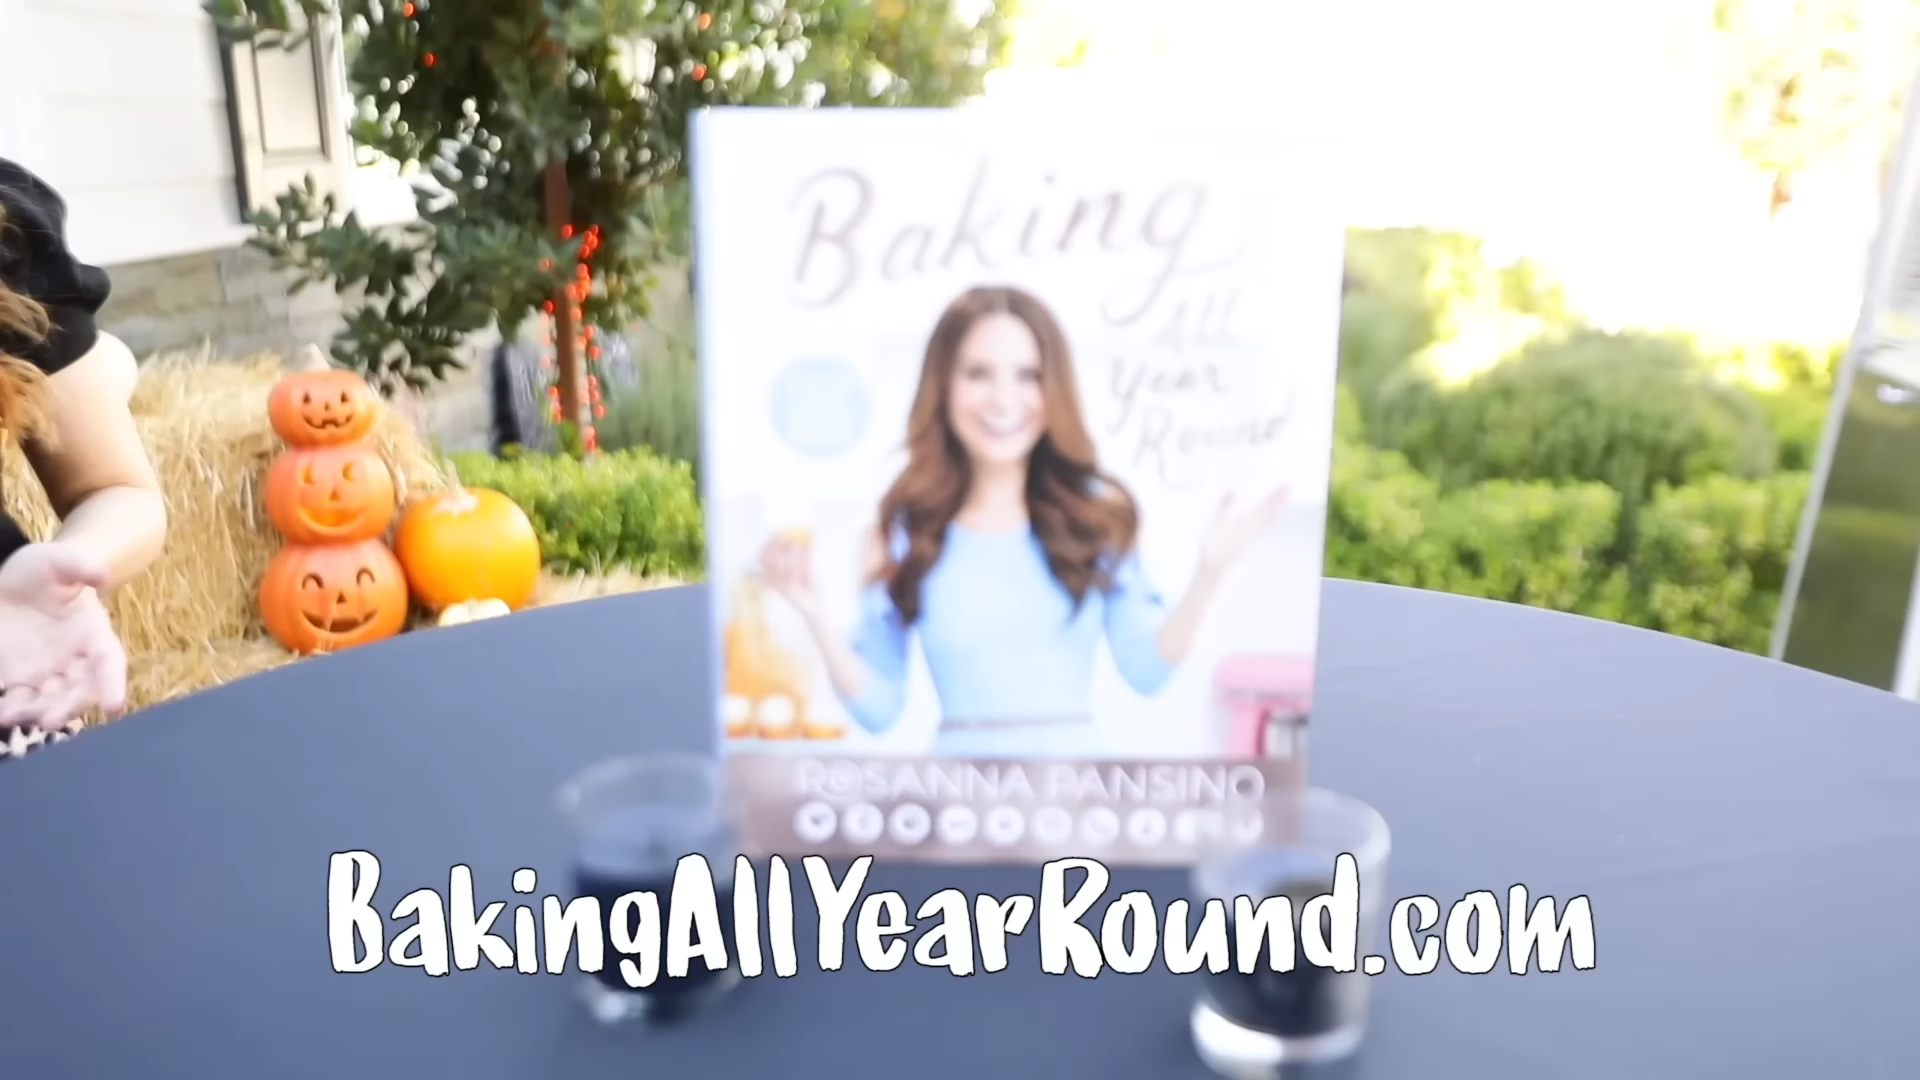 Baking
All
Year
Round
ROSANNA PANSINO
BakingAllYearRound.com